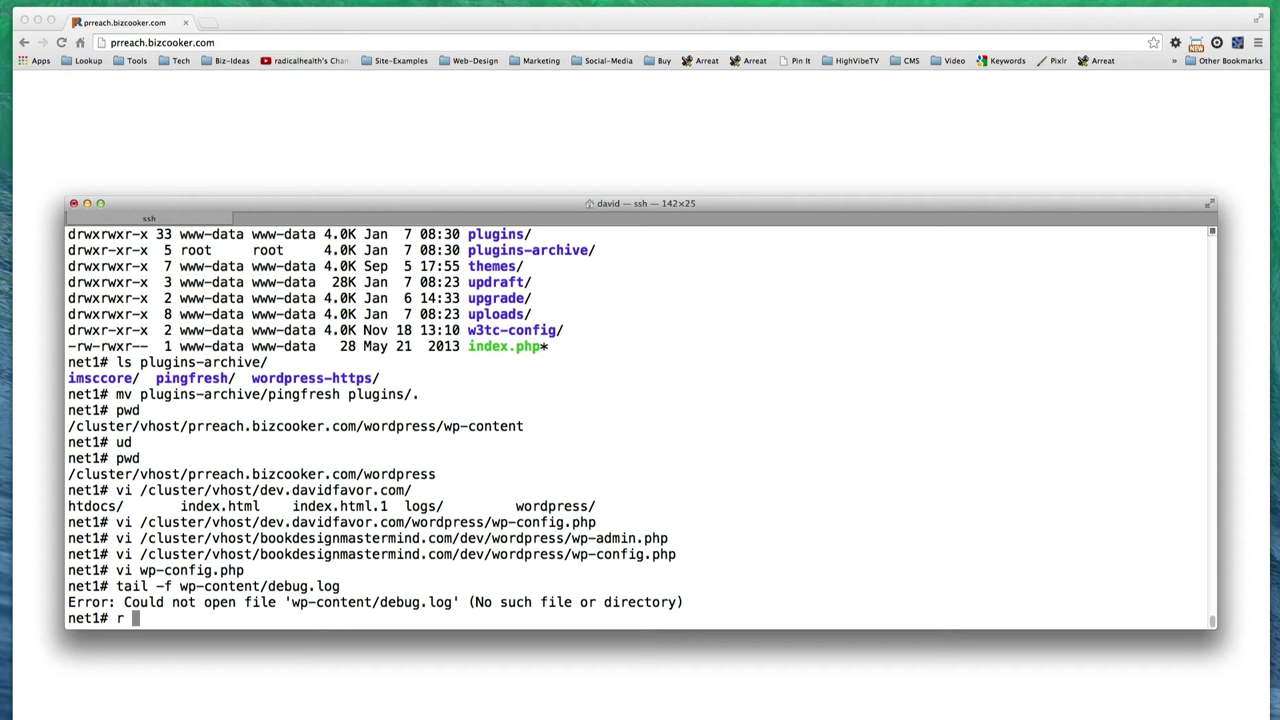 prreach.bizcooker.com
prreach.bizcooker.com
Apps Lookup Tools Tech Biz-Ideas radicalhealth's Chan Site-Examples Web-Design Marketing Social-Media Buy Arreat Arreat Pin It HighVibeTV CMS Video Keywords Pixlr Arreat » Other Bookmarks
NEW
david — ssh — 142×25
ssh
drwxrwxr-x 33 www-data www-data 4.0K Jan  7 08:30 plugins/
drwxr-xr-x  5 root     root     4.0K Jan  7 08:30 plugins-archive/
drwxrwxr-x  7 www-data www-data 4.0K Sep  5 17:55 themes/
drwxrwxr-x  3 www-data www-data  28K Jan  7 08:23 updraft/
drwxrwxr-x  2 www-data www-data 4.0K Jan  6 14:33 upgrade/
drwxrwxr-x  8 www-data www-data 4.0K Jan  7 08:23 uploads/
drwxr-xr-x  2 www-data www-data 4.0K Nov 18 13:10 w3tc-config/
-rw-rwxr--  1 www-data www-data   28 May 21  2013 index.php*
net1# ls plugins-archive/
imsccore/  pingfresh/  wordpress-https/
net1# mv plugins-archive/pingfresh plugins/.
net1# pwd
/cluster/vhost/prreach.bizcooker.com/wordpress/wp-content
net1# ud
net1# pwd
/cluster/vhost/prreach.bizcooker.com/wordpress
net1# vi /cluster/vhost/dev.davidfavor.com/
htdocs/       index.html    index.html.1  logs/         wordpress/
net1# vi /cluster/vhost/dev.davidfavor.com/wordpress/wp-config.php
net1# vi /cluster/vhost/bookdesignmastermind.com/dev/wordpress/wp-admin.php
net1# vi /cluster/vhost/bookdesignmastermind.com/dev/wordpress/wp-config.php
net1# vi wp-config.php
net1# tail -f wp-content/debug.log
Error: Could not open file 'wp-content/debug.log' (No such file or directory)
net1# r